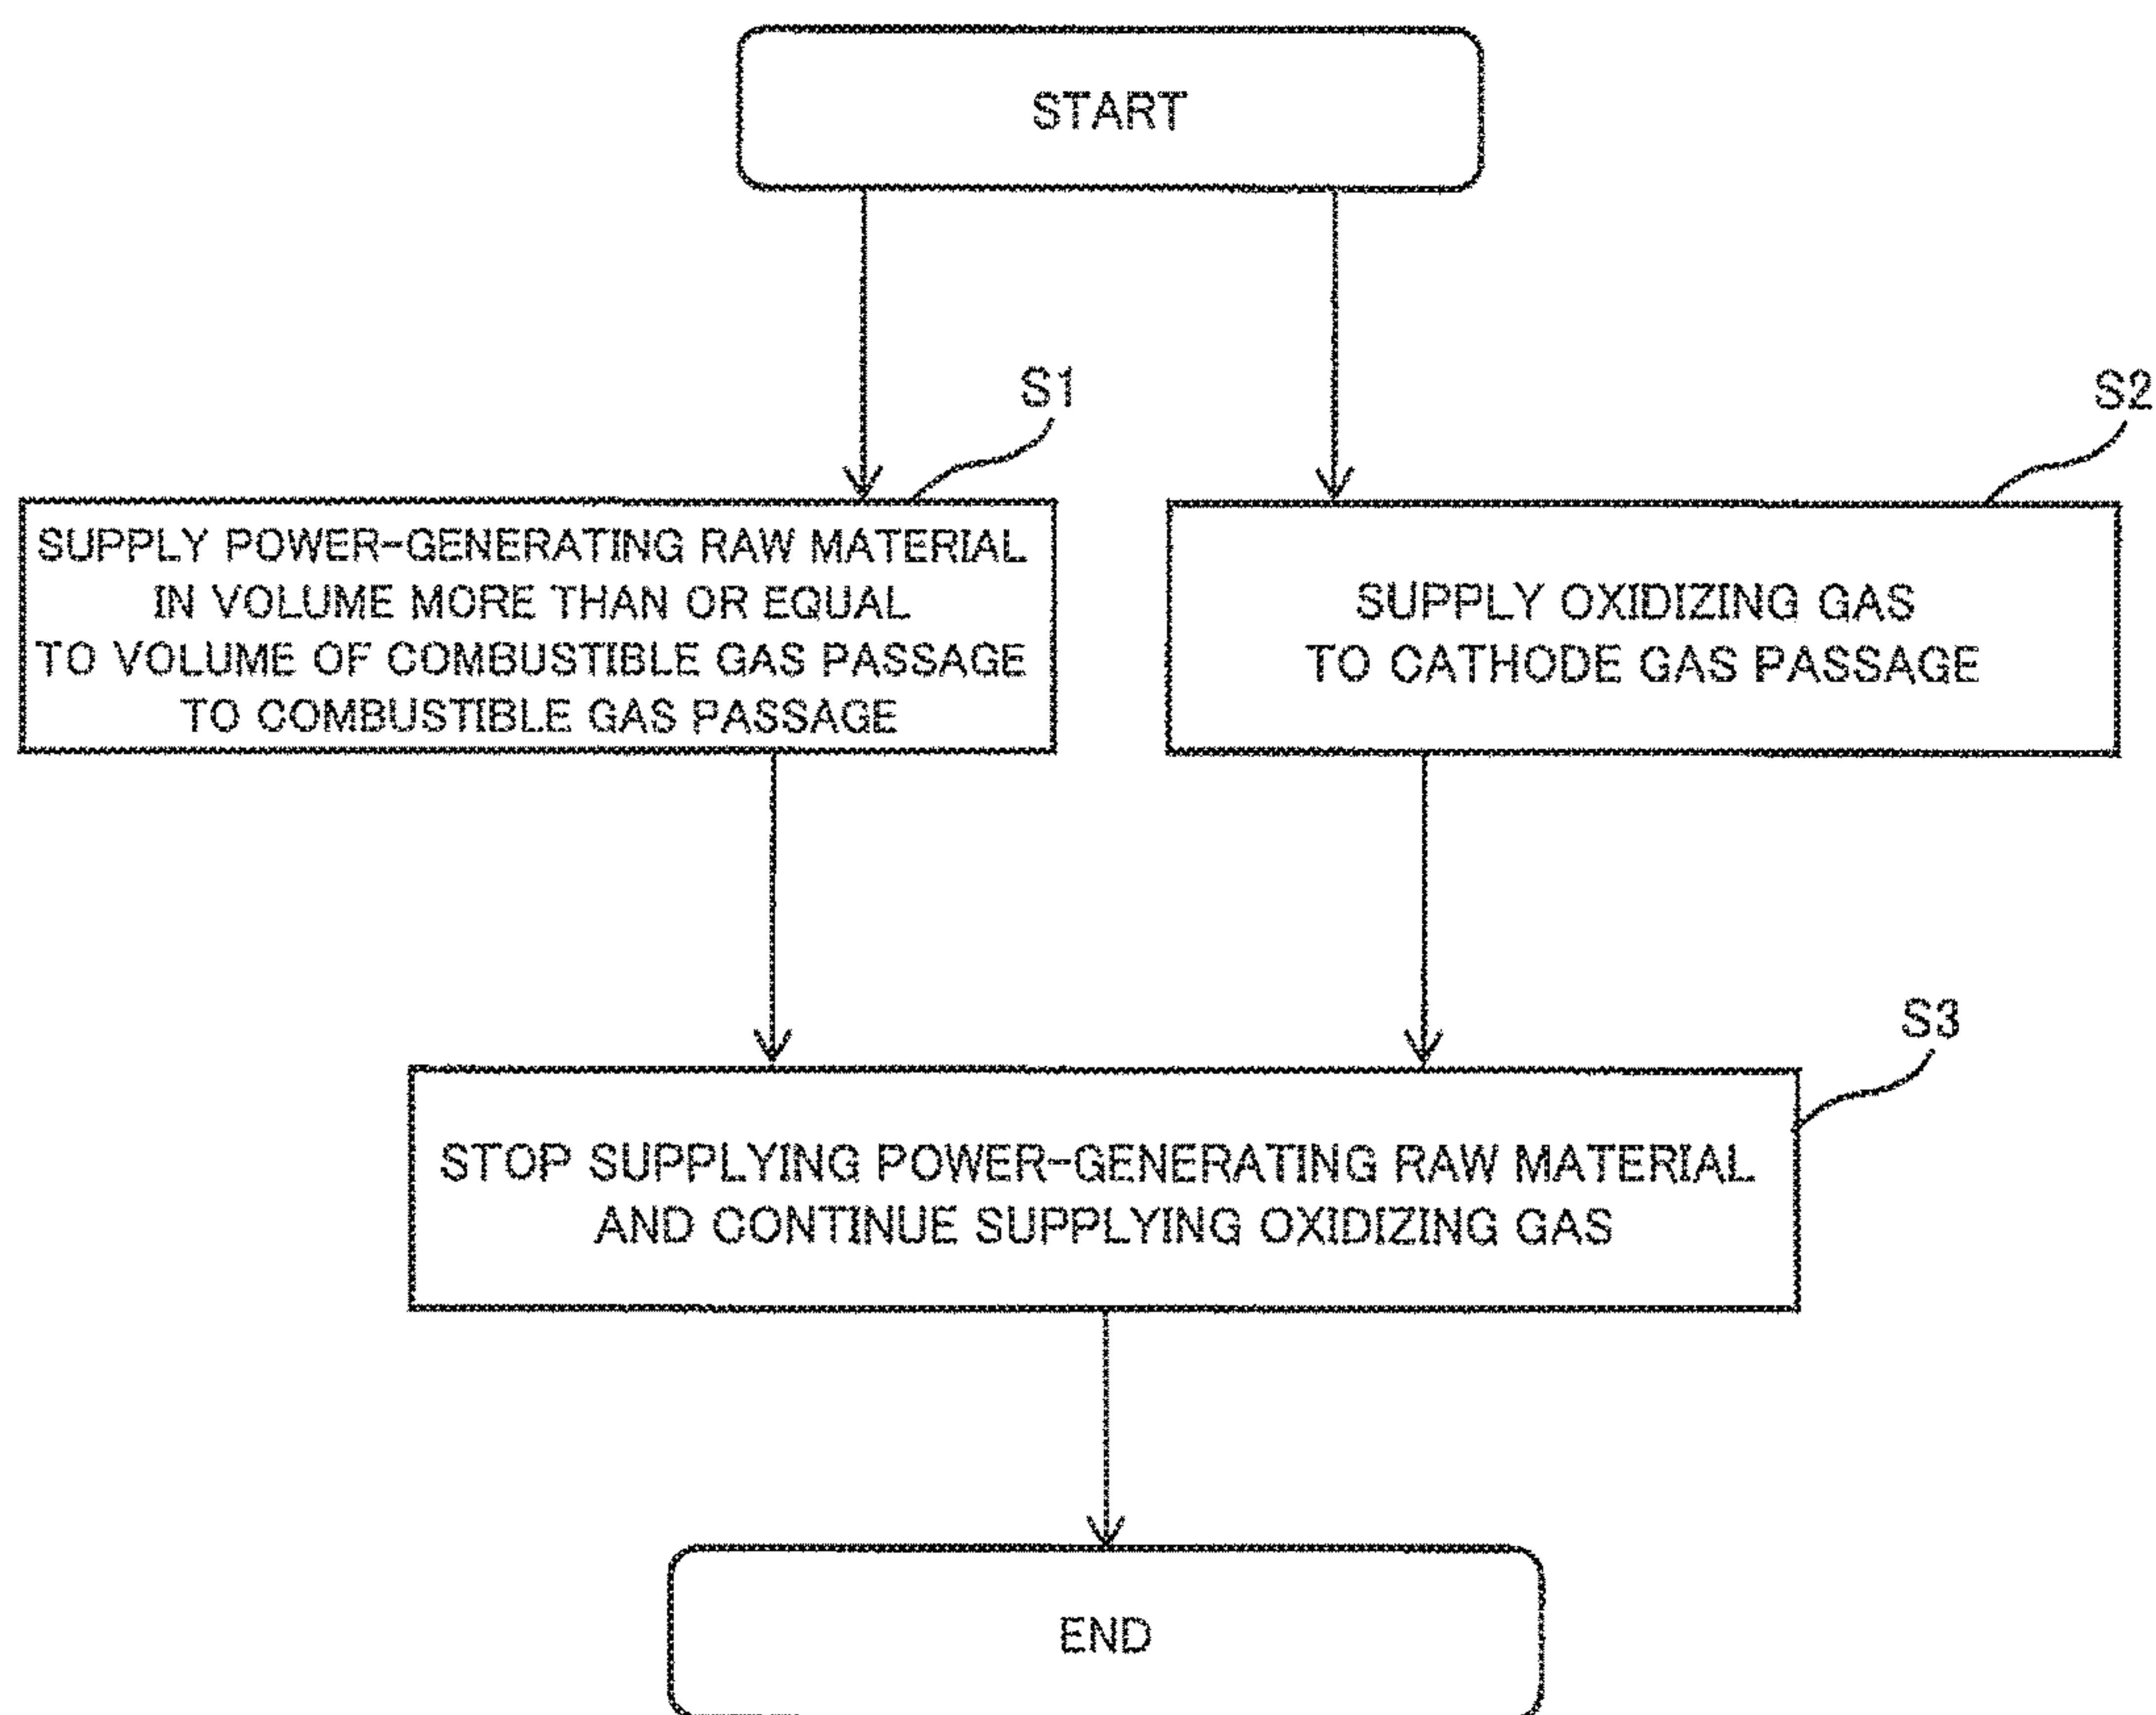 START
S1
S2
SUPPLY POWER-GENERATING RAW MATERIAL
IN VOLUME MORE THAN OR EQUAL
TO VOLUME OF COMBUSTIBLE GAS PASSAGE
TO COMBUSTIBLE GAS PASSAGE
SUPPLY OXIDIZING GAS
TO CATHODE GAS PASSAGE
S3
STOP SUPPLYING POWER-GENERATING RAW MATERIAL
AND CONTINUE SUPPLYING OXIDIZING GAS
END